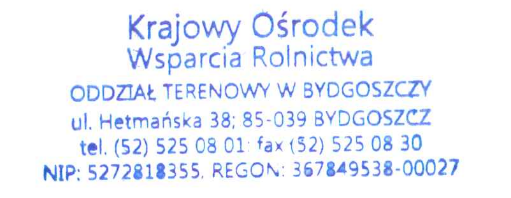 Krajowy Ośrodek
Wsparcia Rolnictwa
ODDZIAŁ TERENOWY W BYDGOSZCZY
ul. Hetmańska 38; 85-039 BYDGOSZCZ
tel. (52) 525 08 01; fax (52) 525 08 30
NIP: 5272818355, REGON: 367849538-00027